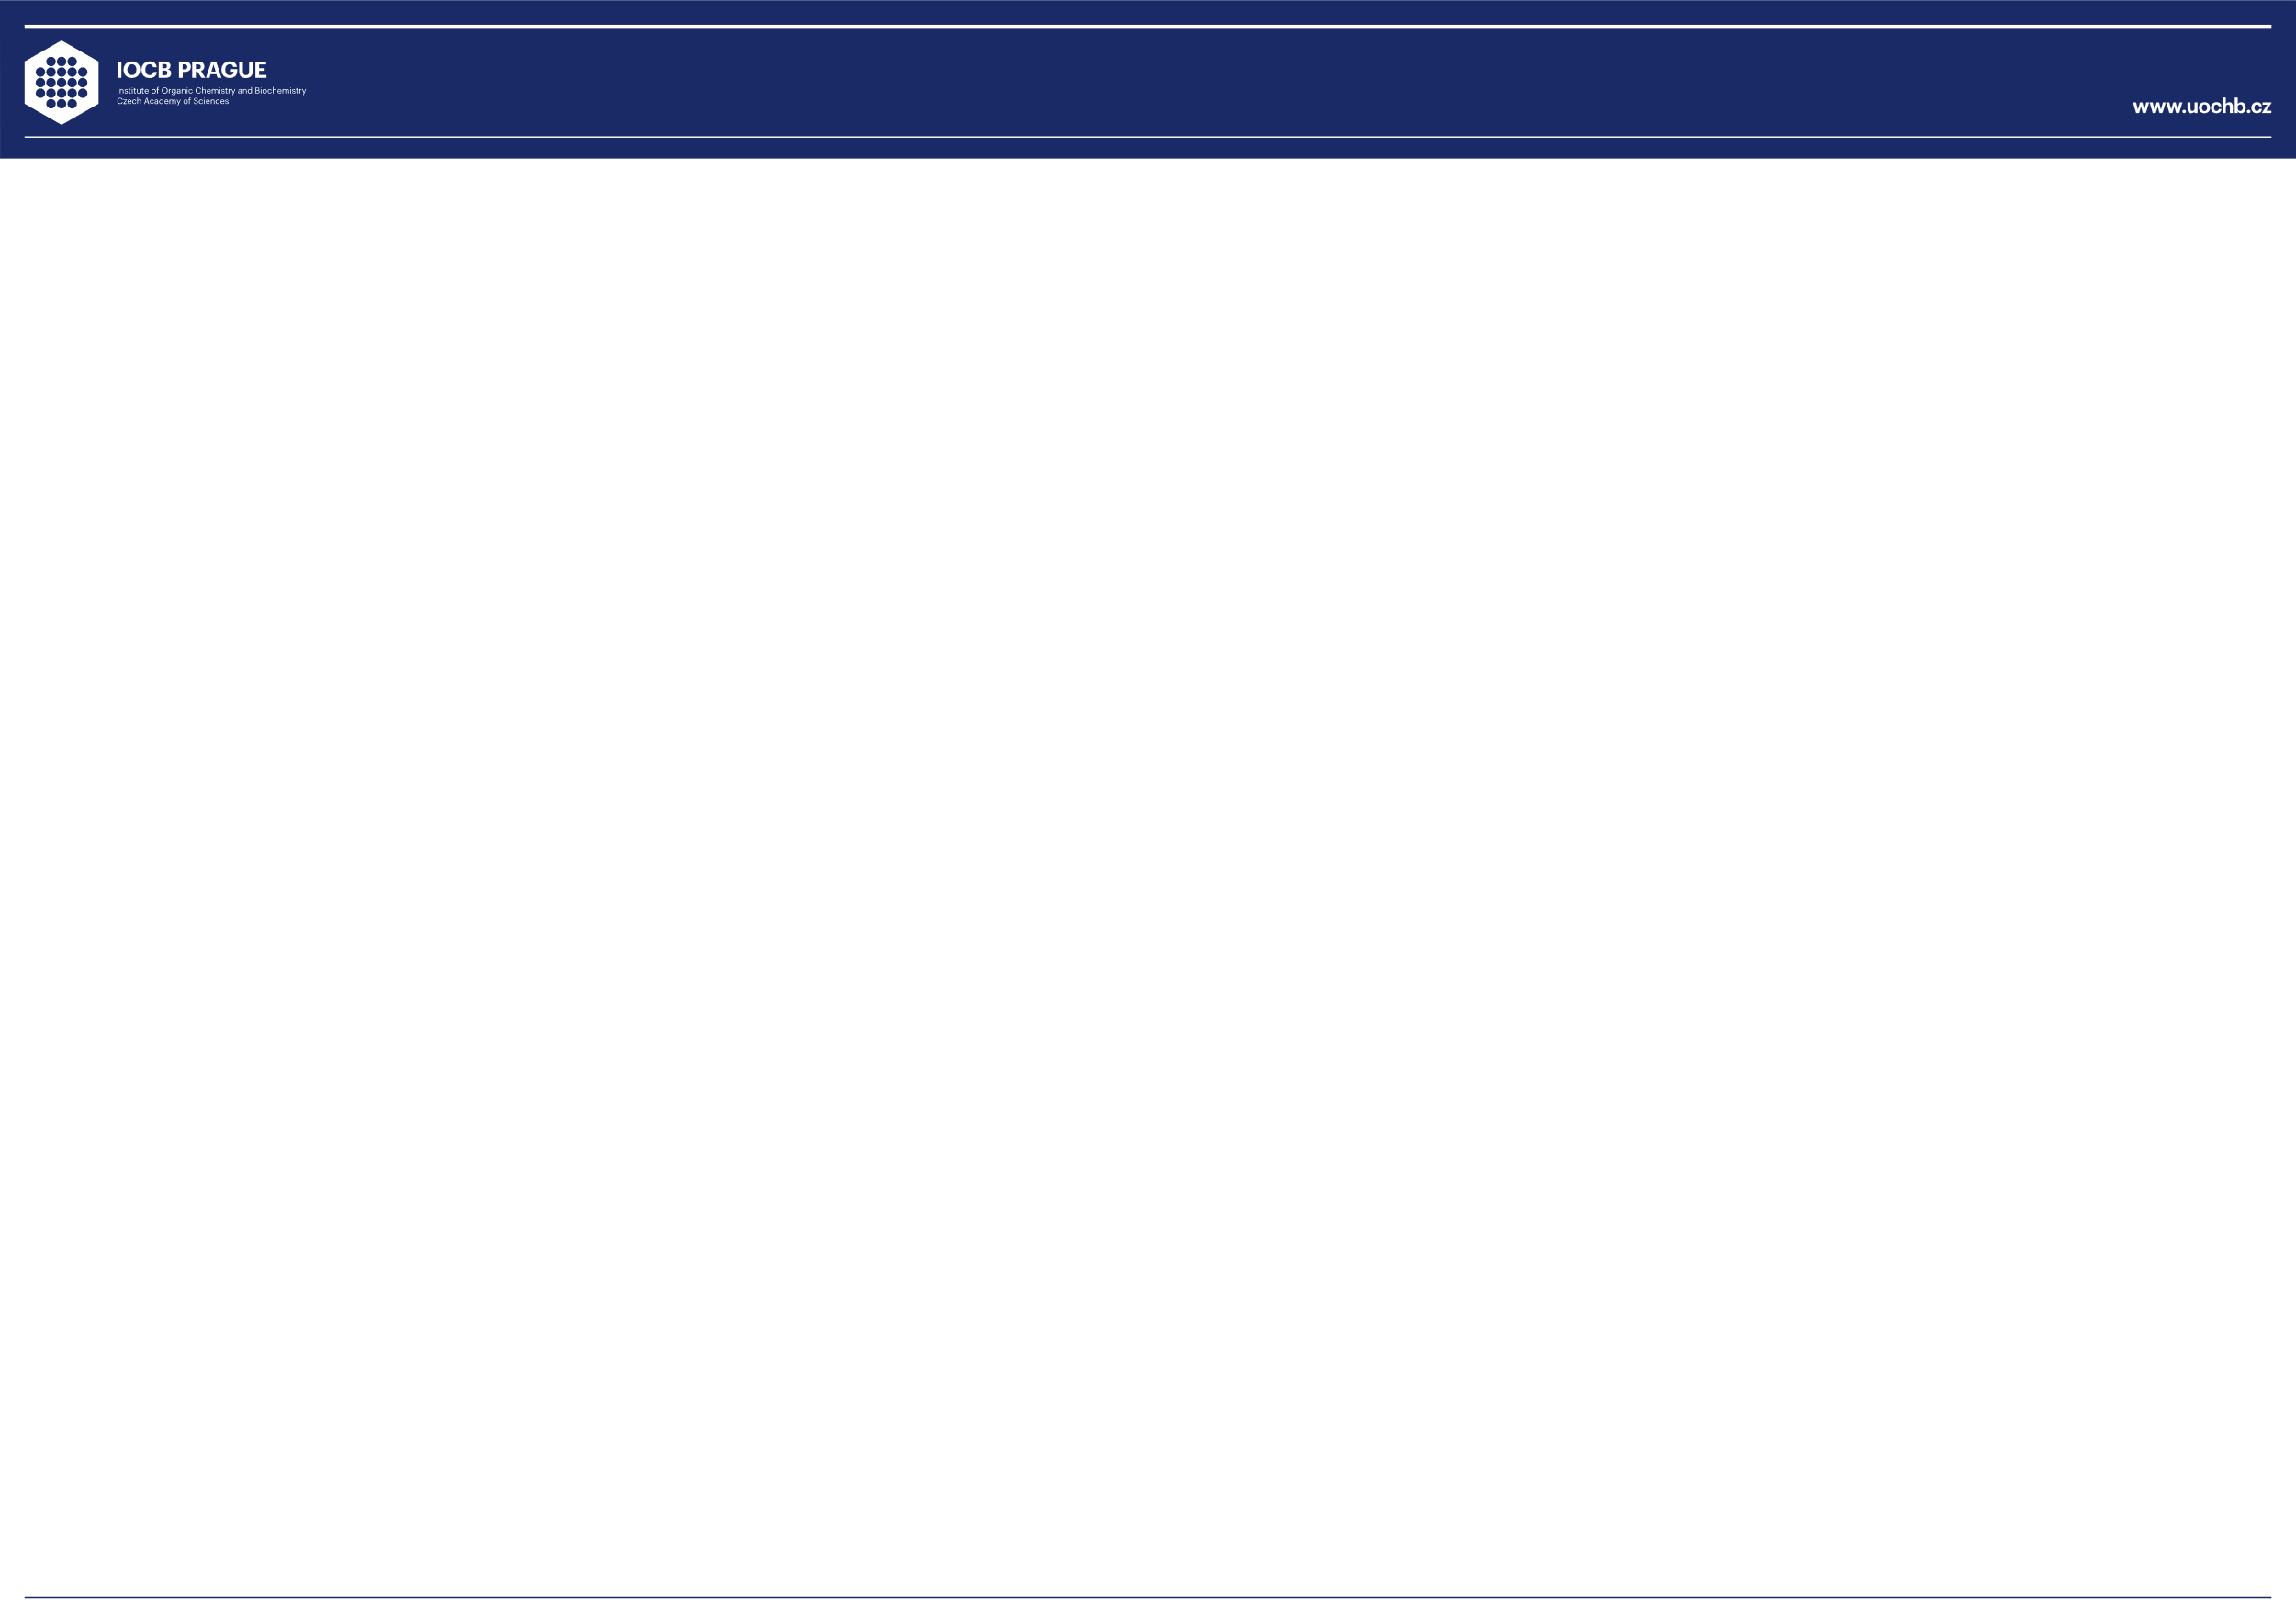 IOCB PRAGUE
Institute of Organic Chemistry and Biochemistry
Czech Academy of Sciences
www.uochb.cz